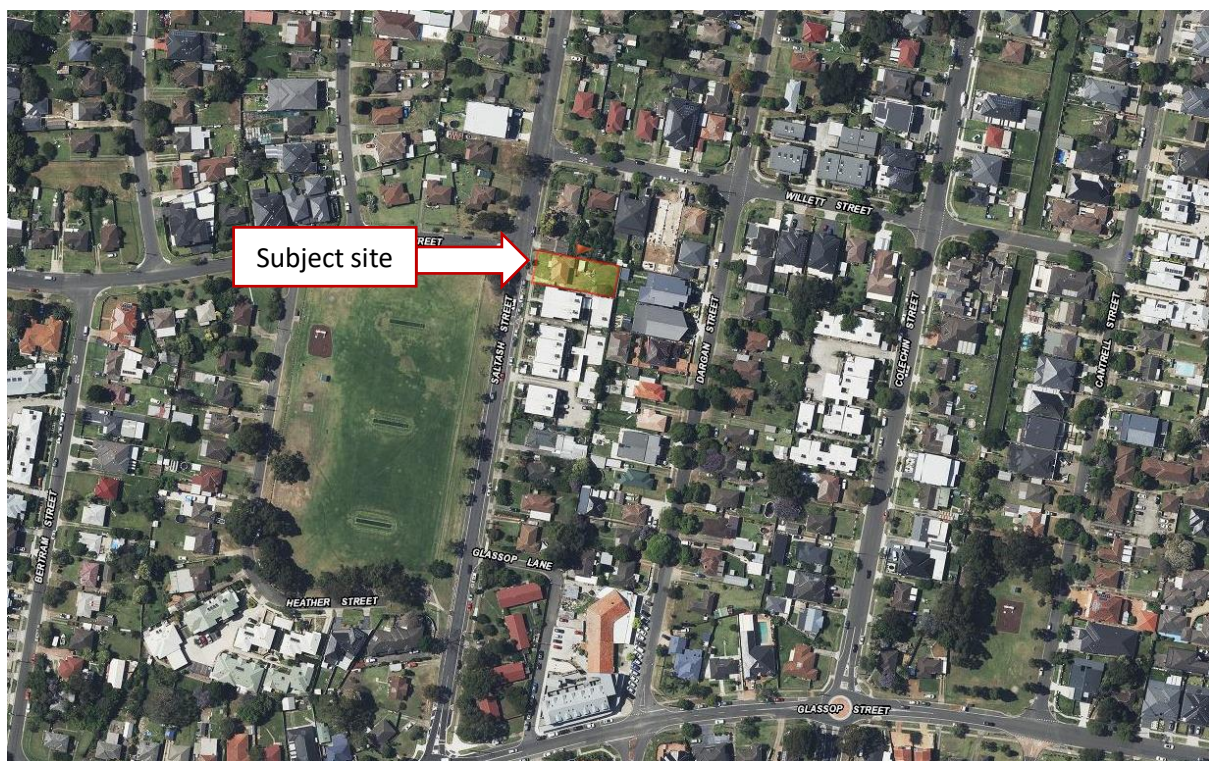 WILLETT STREET
STREET
Subject site
SALTASH STREET
DARGAN STREET
COLECHIN STREET
CANTRELL STREET
BERTRAM STREET
GLASSOP LANE
HEATHER STREET
GLASSOP STREET